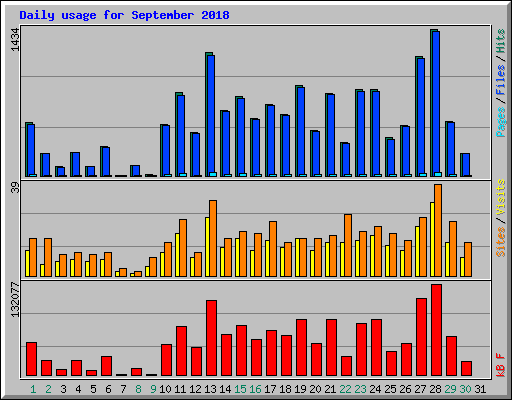 Daily usage for September 2018
1434
Pages / Files / Hits
39
Sites / Visits
132077
kB F
1 2 3 4 5 6 7 8 9 10 11 12 13 14 15 16 17 18 19 20 21 22 23 24 25 26 27 28 29 30 31